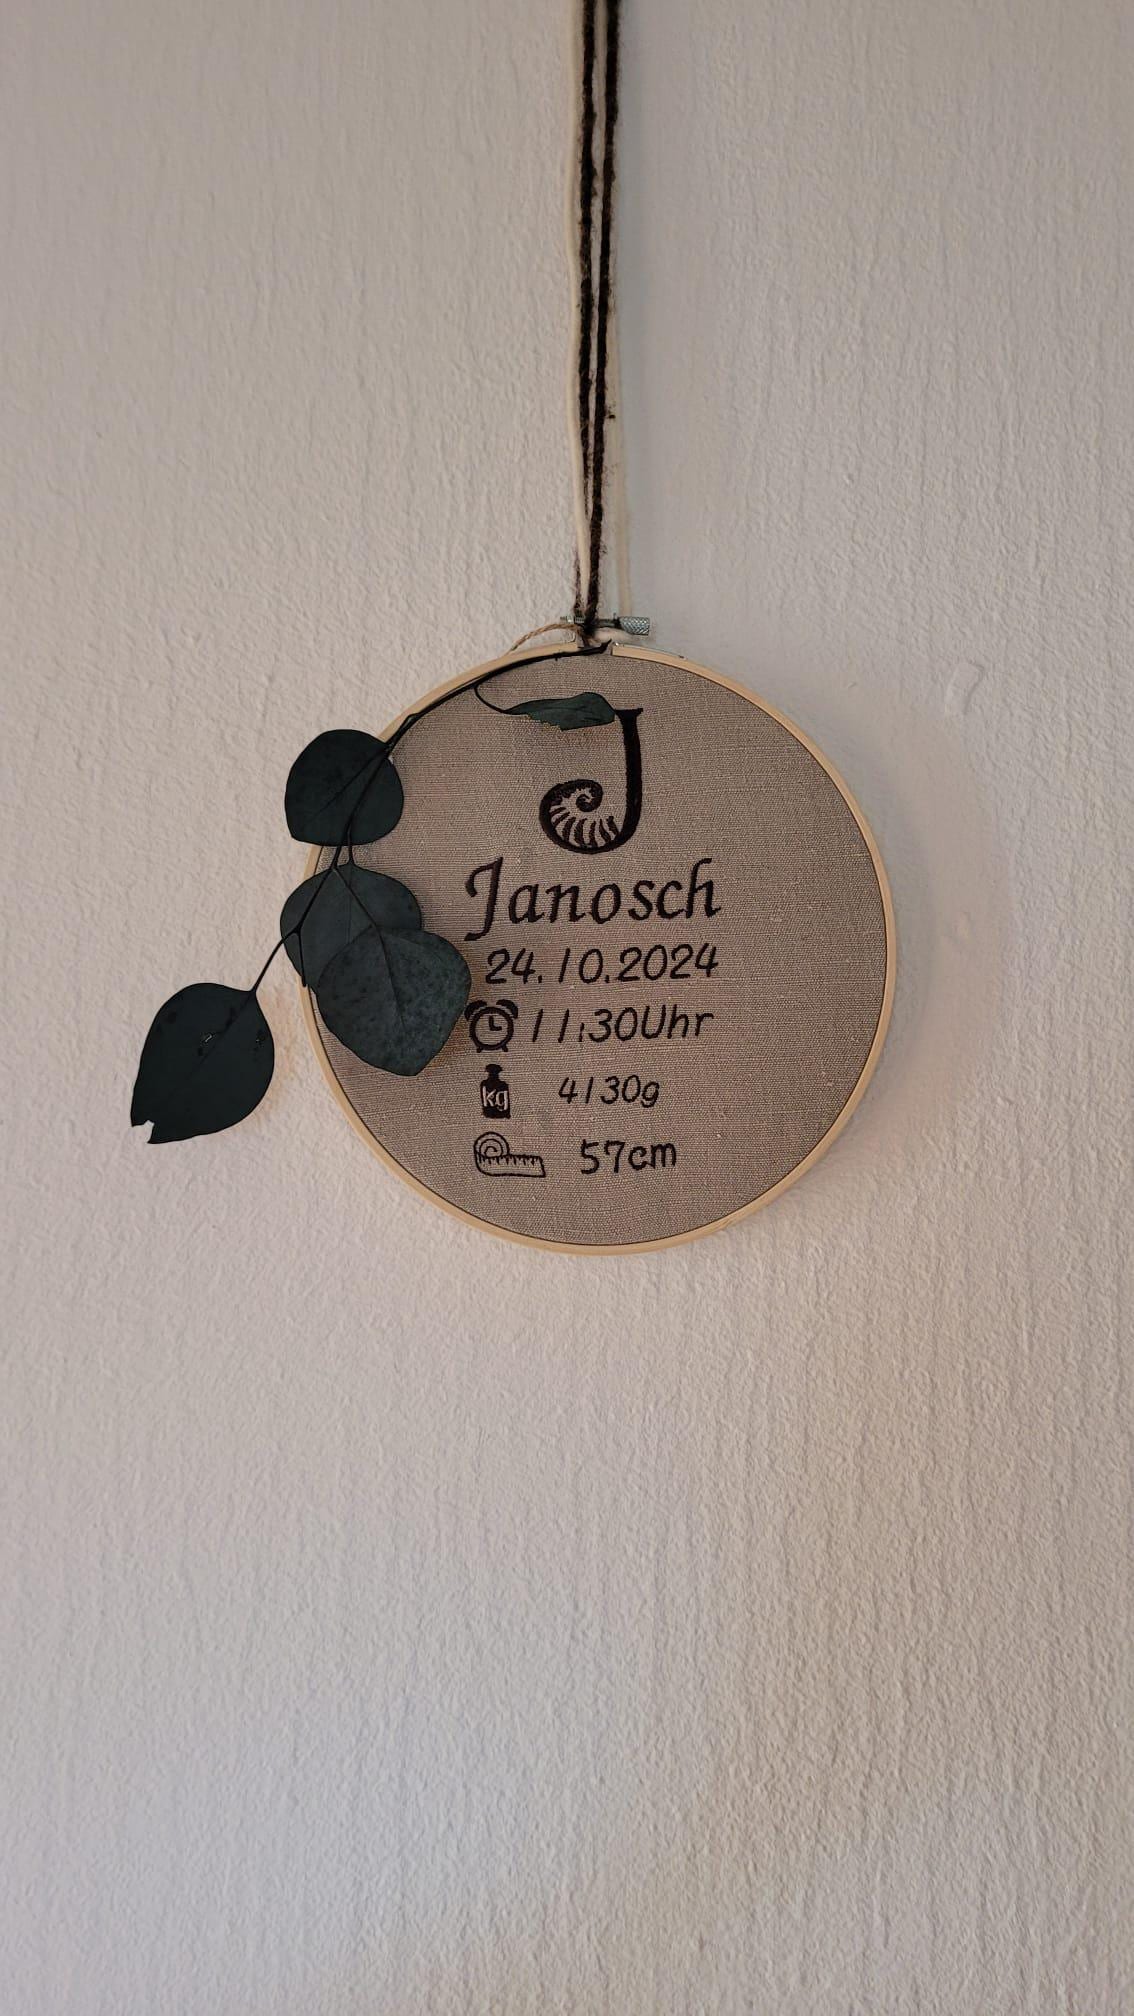 J
Janosch
24.10.2024
11:30Uhr
kg 4130g
57cm